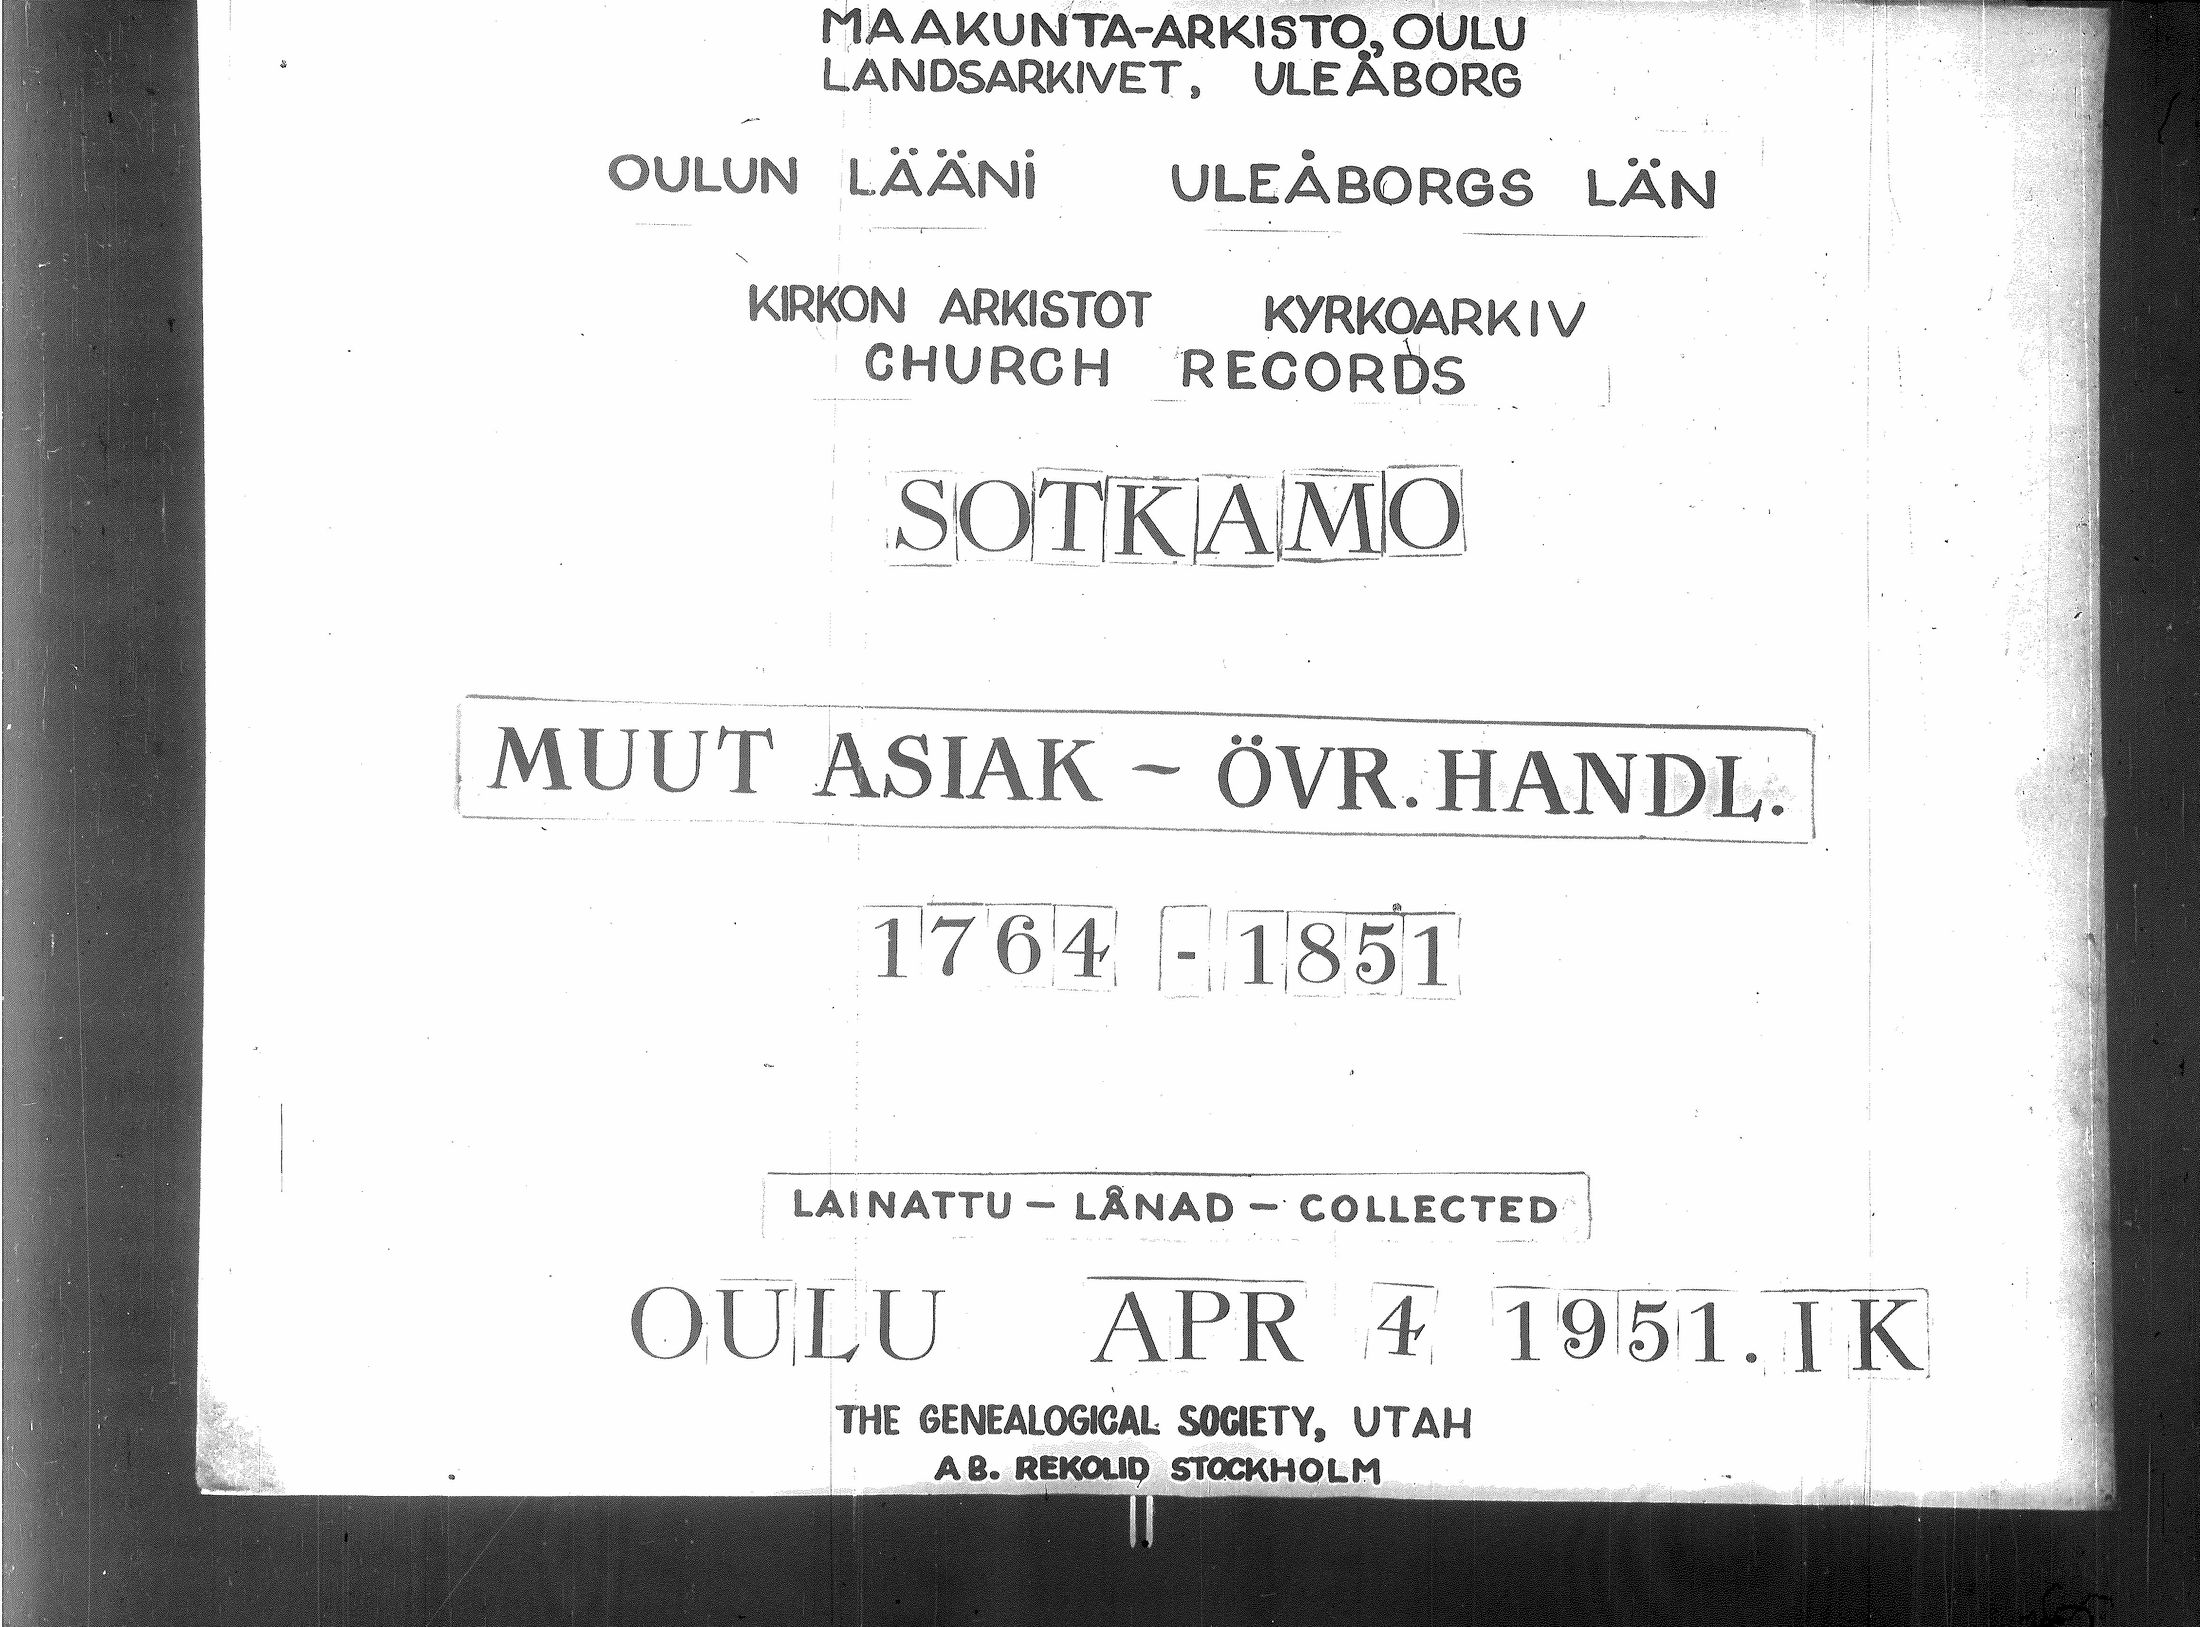 MAAKUNTA-ARKISTO, OULU
LANDSARKIVET, ULEÅBORG
OULUN LÄÄNI ULEÅBORGS LÄN
KIRKON ARKISTOT KYRKOARKIV
CHURCH RECORDS
SOTKAMO
MUUT ASIAK - ÖVR. HANDL.
1764 - 1851
LAINATTU - LÅNAD - COLLECTED
OULU APR 4 1951. IK
THE GENEALOGICAL SOCIETY, UTAH
AB. REKOLID STOCKHOLM